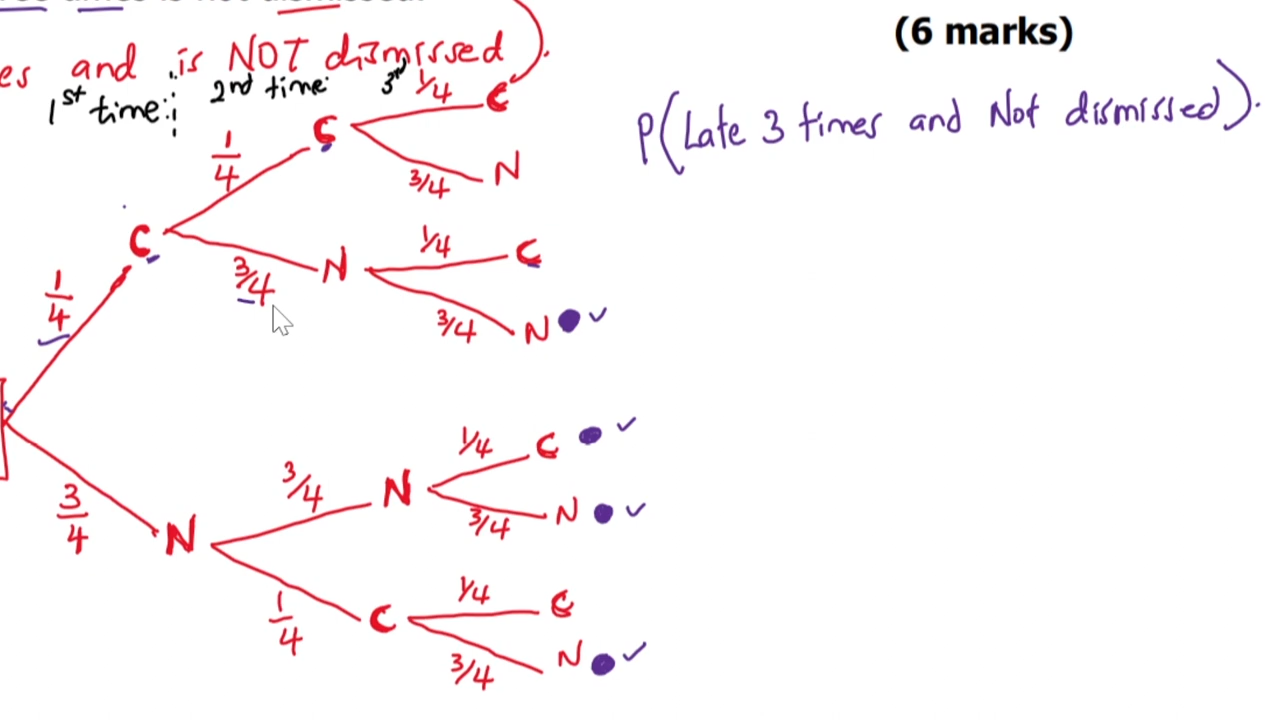 (6 marks)
es and is NOT dismissed).
1st time: 2nd time: 3rd 1/4 C
P(Late 3 times and Not dismissed).
1/4 C 3/4 N
C 3/4 N 1/4 C
1/4 3/4 N
3/4 N 3/4 N 1/4 C
3/4 N
1/4 C 1/4 C
3/4 N